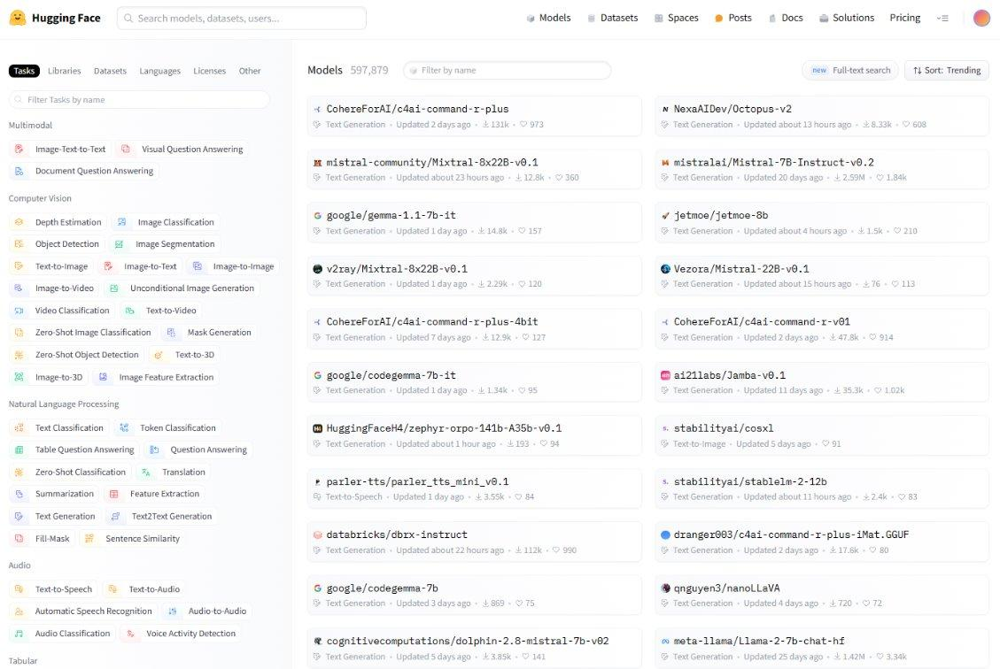 Hugging Face
Search models, datasets, users...
Models
Datasets
Spaces
Posts
Docs
Solutions
Pricing
Tasks Libraries Datasets Languages Licenses Other
Filter Tasks by name
Multimodal
Image-Text-to-Text Visual Question Answering
Document Question Answering
Computer Vision
Depth Estimation Image Classification
Object Detection Image Segmentation
Text-to-Image Image-to-Text Image-to-Image
Image-to-Video Unconditional Image Generation
Video Classification Text-to-Video
Zero-Shot Image Classification Mask Generation
Zero-Shot Object Detection Text-to-3D
Image-to-3D Image Feature Extraction
Natural Language Processing
Text Classification Token Classification
Table Question Answering Question Answering
Zero-Shot Classification Translation
Summarization Feature Extraction
Text Generation Text2Text Generation
Fill-Mask Sentence Similarity
Audio
Text-to-Speech Text-to-Audio
Automatic Speech Recognition Audio-to-Audio
Audio Classification Voice Activity Detection
Tabular
Models 597,879 Filter by name new Full-text search Sort: Trending
CohereForAI/c4ai-command-r-plus
Text Generation • Updated 2 days ago • 131k • 973
NexaAIDev/Octopus-v2
Text Generation • Updated about 13 hours ago • 8.33k • 608
mistral-community/Mixtral-8x22B-v0.1
Text Generation • Updated about 23 hours ago • 12.8k • 360
mistralai/Mistral-7B-Instruct-v0.2
Text Generation • Updated 20 days ago • 2.59M • 1.84k
google/gemma-1.1-7b-it
Text Generation • Updated 1 day ago • 14.8k • 157
jetmoe/jetmoe-8b
Text Generation • Updated about 4 hours ago • 1.5k • 210
v2ray/Mixtral-8x22B-v0.1
Text Generation • Updated 1 day ago • 2.29k • 120
Vezora/Mistral-22B-v0.1
Text Generation • Updated about 15 hours ago • 76 • 113
CohereForAI/c4ai-command-r-plus-4bit
Text Generation • Updated 7 days ago • 12.9k • 127
CohereForAI/c4ai-command-r-v01
Text Generation • Updated 2 days ago • 47.8k • 914
google/codegemma-7b-it
Text Generation • Updated 1 day ago • 1.34k • 95
ai21labs/Jamba-v0.1
Text Generation • Updated 11 days ago • 35.3k • 1.02k
HuggingFaceH4/zephyr-orpo-141b-A35b-v0.1
Text Generation • Updated about 1 hour ago • 193 • 94
stabilityai/cosxl
Text-to-Image • Updated 5 days ago • 91
parler-tts/parler_tts_mini_v0.1
Text-to-Speech • Updated 1 day ago • 3.55k • 84
stabilityai/stablelm-2-12b
Text Generation • Updated about 11 hours ago • 2.4k • 83
databricks/dbrx-instruct
Text Generation • Updated about 22 hours ago • 112k • 990
dranger003/c4ai-command-r-plus-iMat.GGUF
Text Generation • Updated 2 days ago • 17.6k • 80
google/codegemma-7b
Text Generation • Updated 3 days ago • 869 • 75
qnguyen3/nanoLLaVA
Text Generation • Updated 4 days ago • 720 • 72
cognitivecomputations/dolphin-2.8-mistral-7b-v02
Text Generation • Updated 5 days ago • 3.85k • 141
meta-llama/Llama-2-7b-chat-hf
Text Generation • Updated 25 days ago • 1.42M • 3.34k